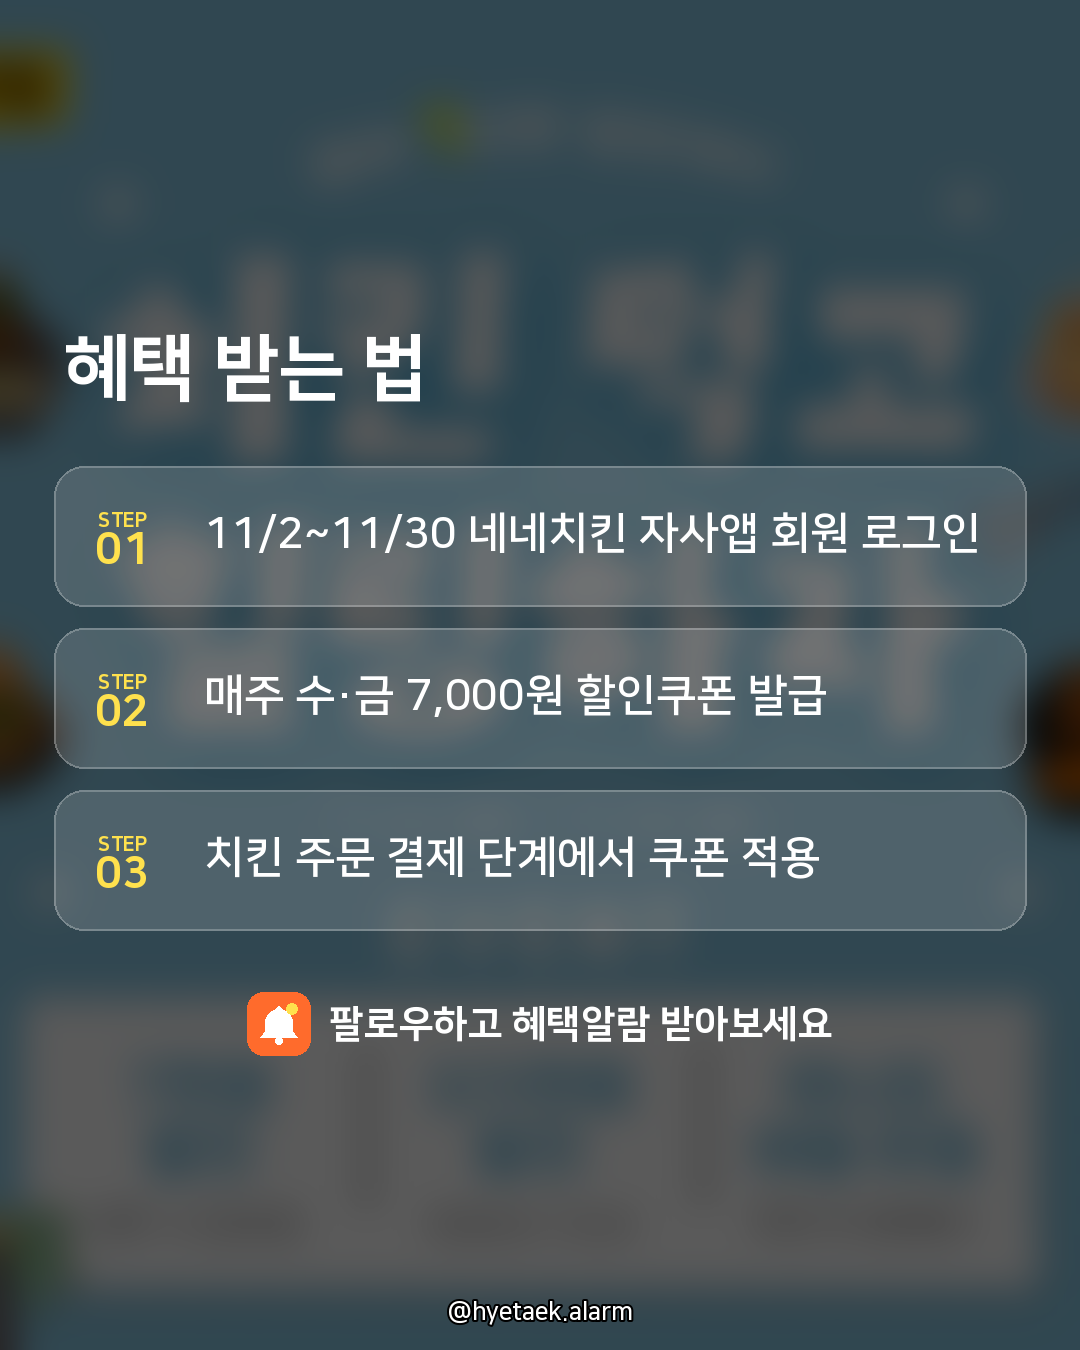 혜택 받는 법
STEP
01
11/2~11/30 네네치킨 자사앱 회원 로그인
STEP
02
매주 수·금 7,000원 할인쿠폰 발급
STEP
03
치킨 주문 결제 단계에서 쿠폰 적용
팔로우하고 혜택알람 받아보세요
@hyetaek.alarm